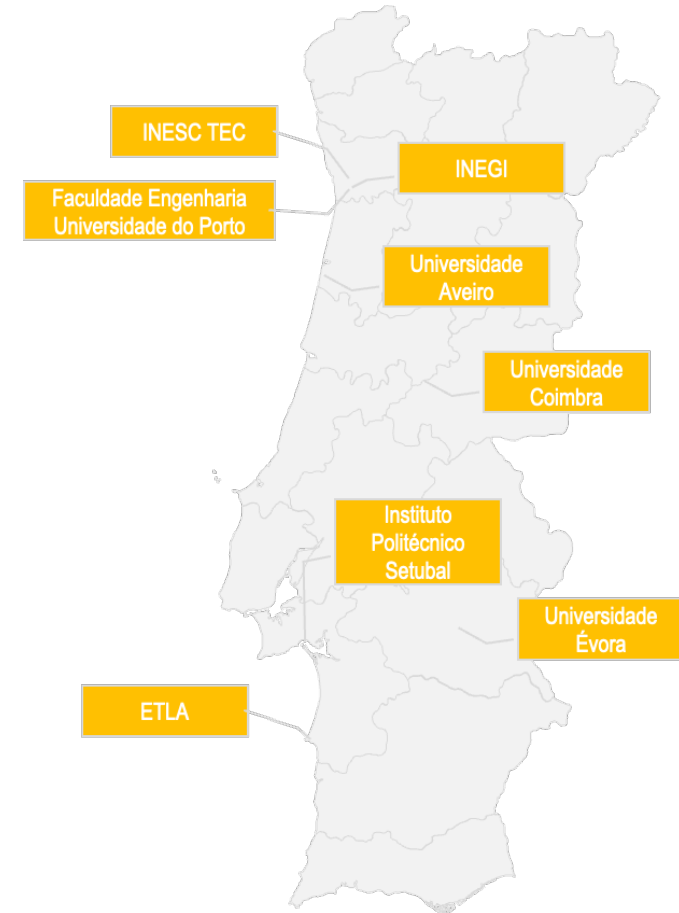 INESC TEC
INEGI
Faculdade Engenharia
Universidade do Porto
Universidade
Aveiro
Universidade
Coimbra
Instituto
Politécnico
Setubal
Universidade
Évora
ETLA